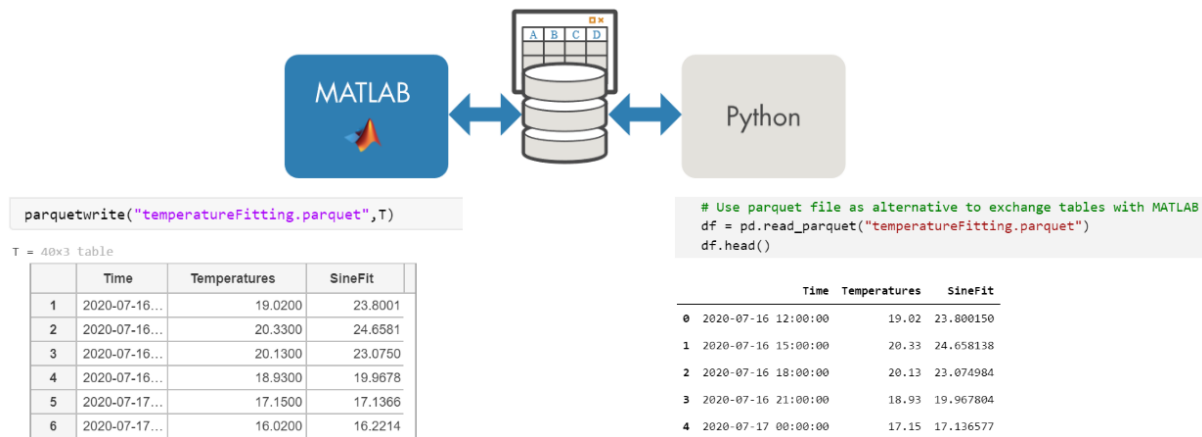 A B C D
MATLAB
Python
parquetwrite("temperatureFitting.parquet",T)
T = 40x3 table
Time Temperatures SineFit
1 2020-07-16... 19.0200 23.8001
2 2020-07-16... 20.3300 24.6581
3 2020-07-16... 20.1300 23.0750
4 2020-07-16... 18.9300 19.9678
5 2020-07-17... 17.1500 17.1366
6 2020-07-17... 16.0200 16.2214
# Use parquet file as alternative to exchange tables with MATLAB
df = pd.read_parquet("temperatureFitting.parquet")
df.head()
Time Temperatures SineFit
0 2020-07-16 12:00:00 19.02 23.800150
1 2020-07-16 15:00:00 20.33 24.658138
2 2020-07-16 18:00:00 20.13 23.074984
3 2020-07-16 21:00:00 18.93 19.967804
4 2020-07-17 00:00:00 17.15 17.136577